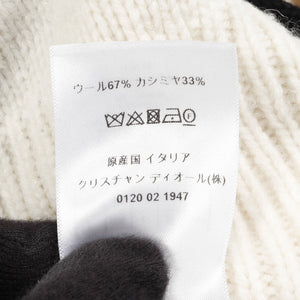 ウール67% カシミヤ33%
原産国 イタリア
クリスチャン ディオール(株)
0120 02 1947